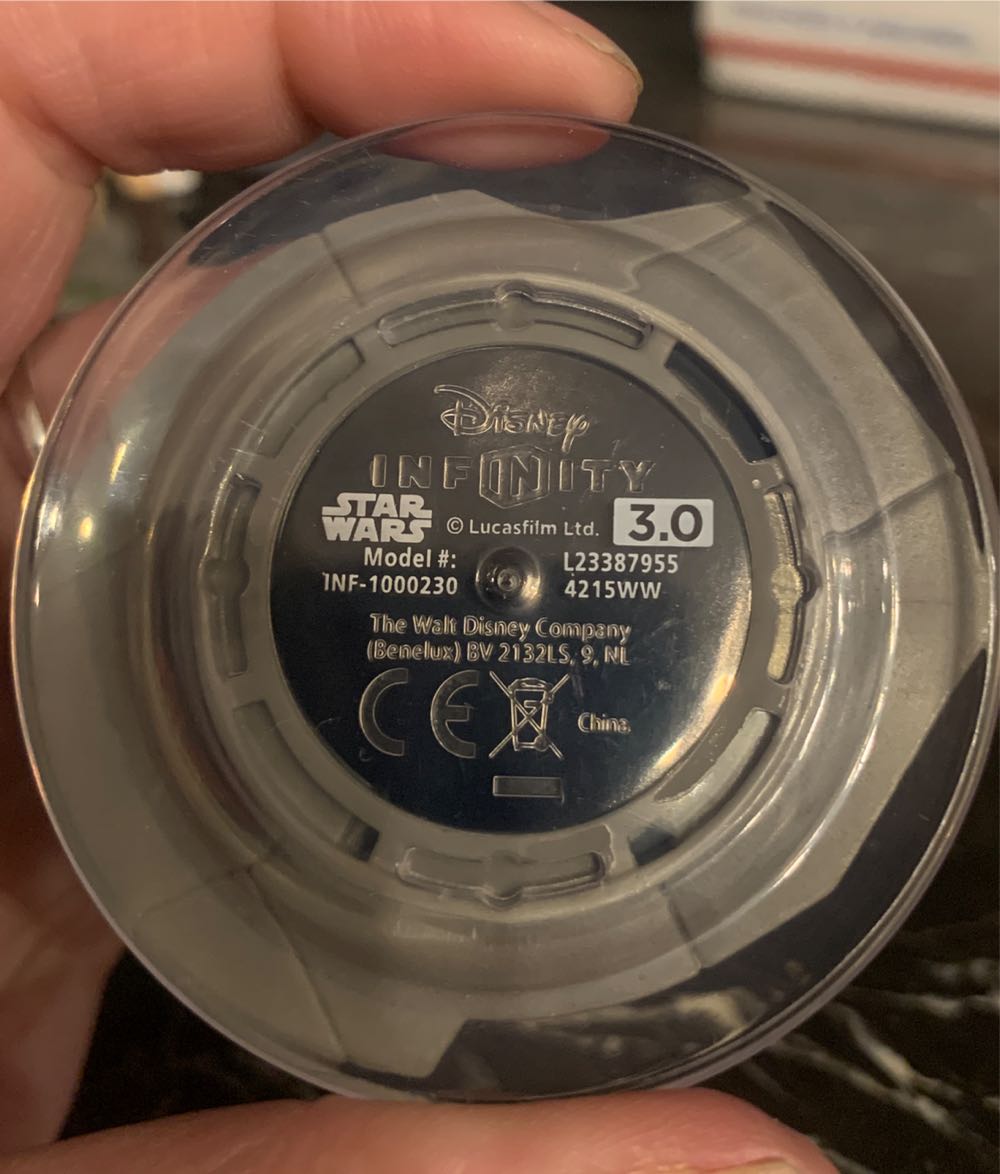 Disney
INFINITY
STAR WARS © Lucasfilm Ltd. 3.0
Model #: L23387955
INF-1000230 4215WW
The Walt Disney Company
(Benelux) BV 2132LS, 9, NL
CE China